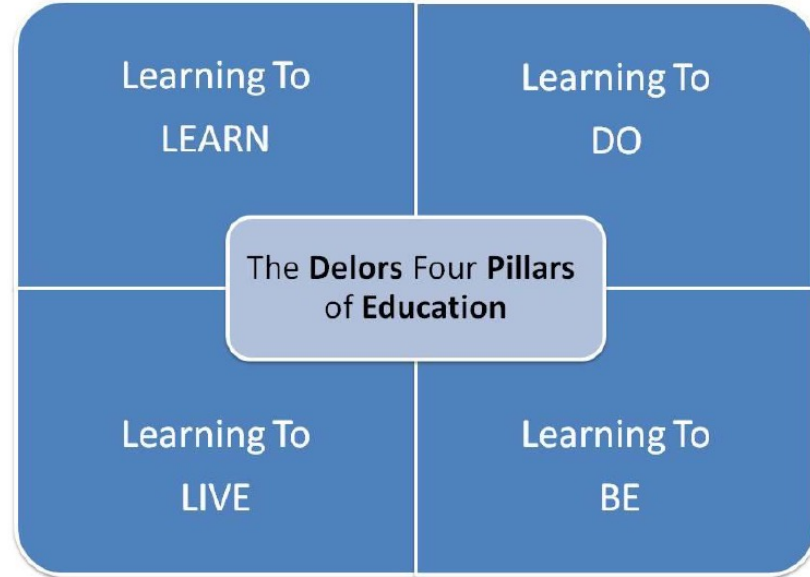 Learning To
LEARN
Learning To
DO
The Delors Four Pillars
of Education
Learning To
LIVE
Learning To
BE